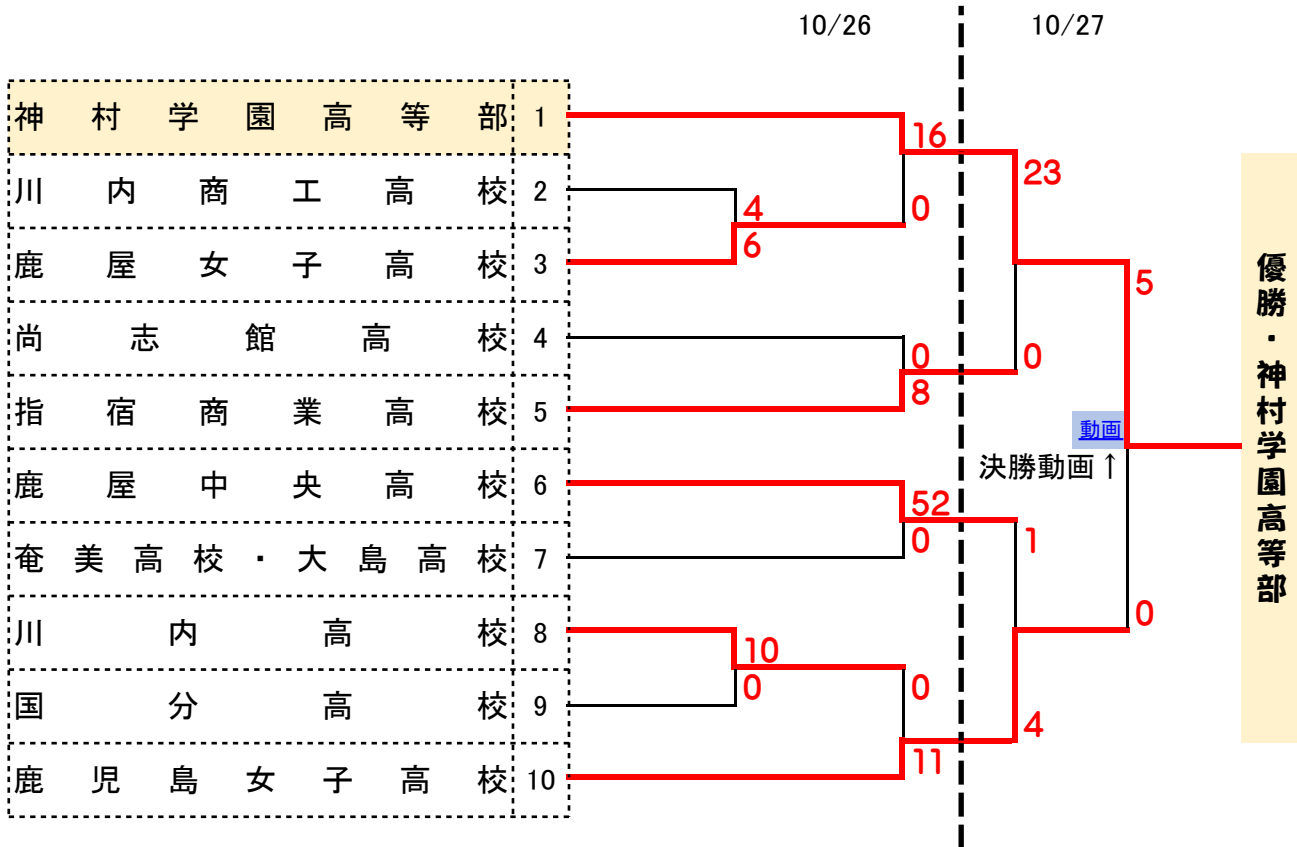 10/26
10/27
神村学園高等部 1
川内商工高校 2
鹿屋女子高校 3
尚志館高校 4
指宿商業高校 5
鹿屋中央高校 6
奄美高校・大島高校 7
川内高校 8
国分高校 9
鹿児島女子高校 10
4
6
10
0
16
0
0
8
52
0
0
11
23
0
1
4
5
0
動画
決勝動画↑
優勝・神村学園高等部